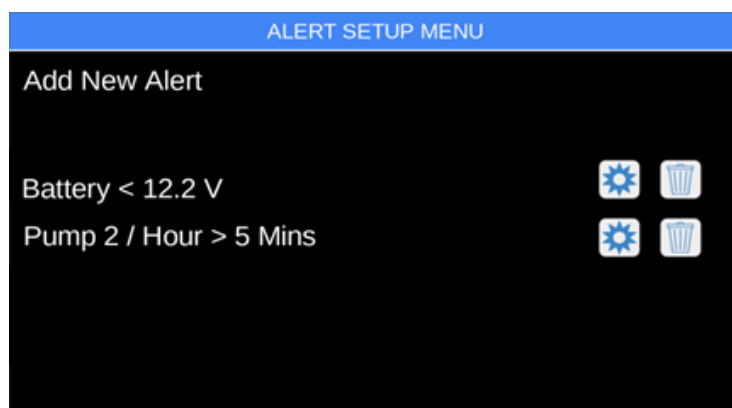 ALERT SETUP MENU
Add New Alert
Battery < 12.2 V
Pump 2 / Hour > 5 Mins